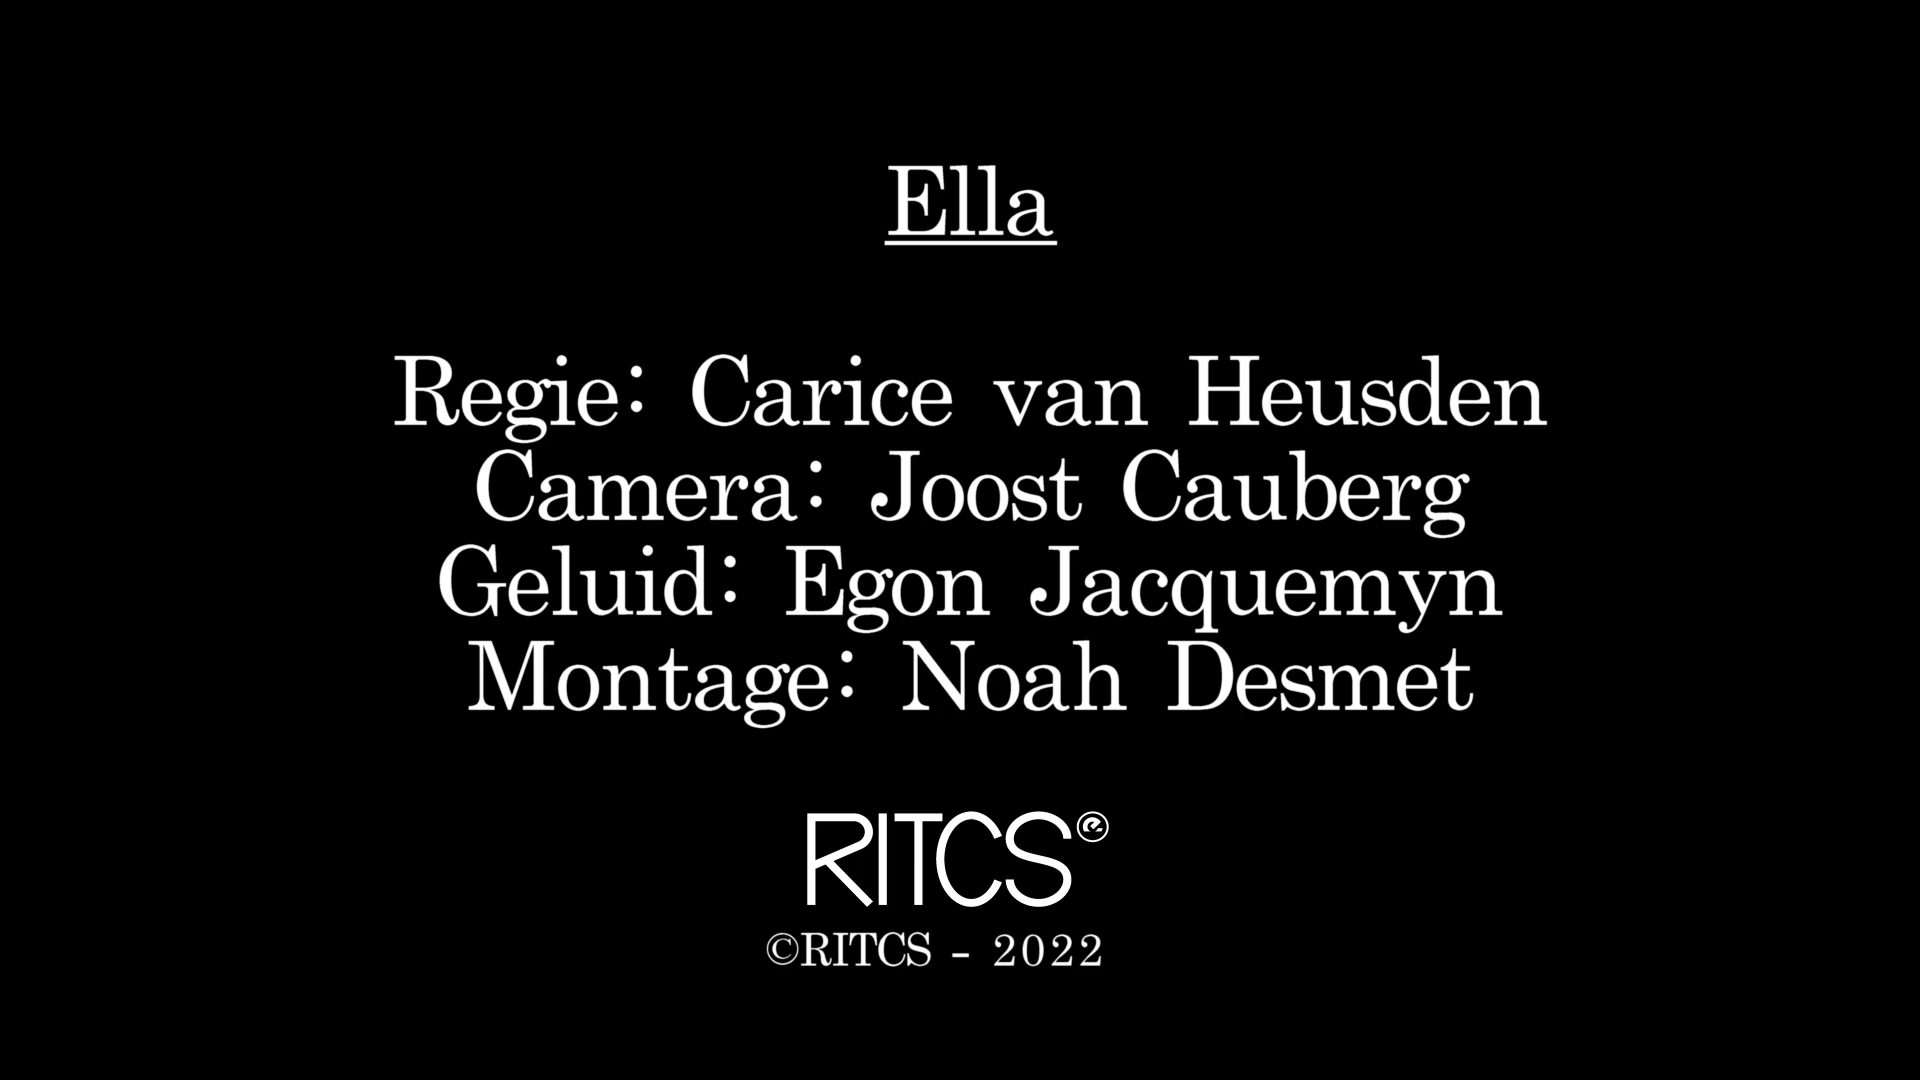 Ella
Regie: Carice van Heusden
Camera: Joost Cauberg
Geluid: Egon Jacquemyn
Montage: Noah Desmet
RITCS e
©RITCS - 2022